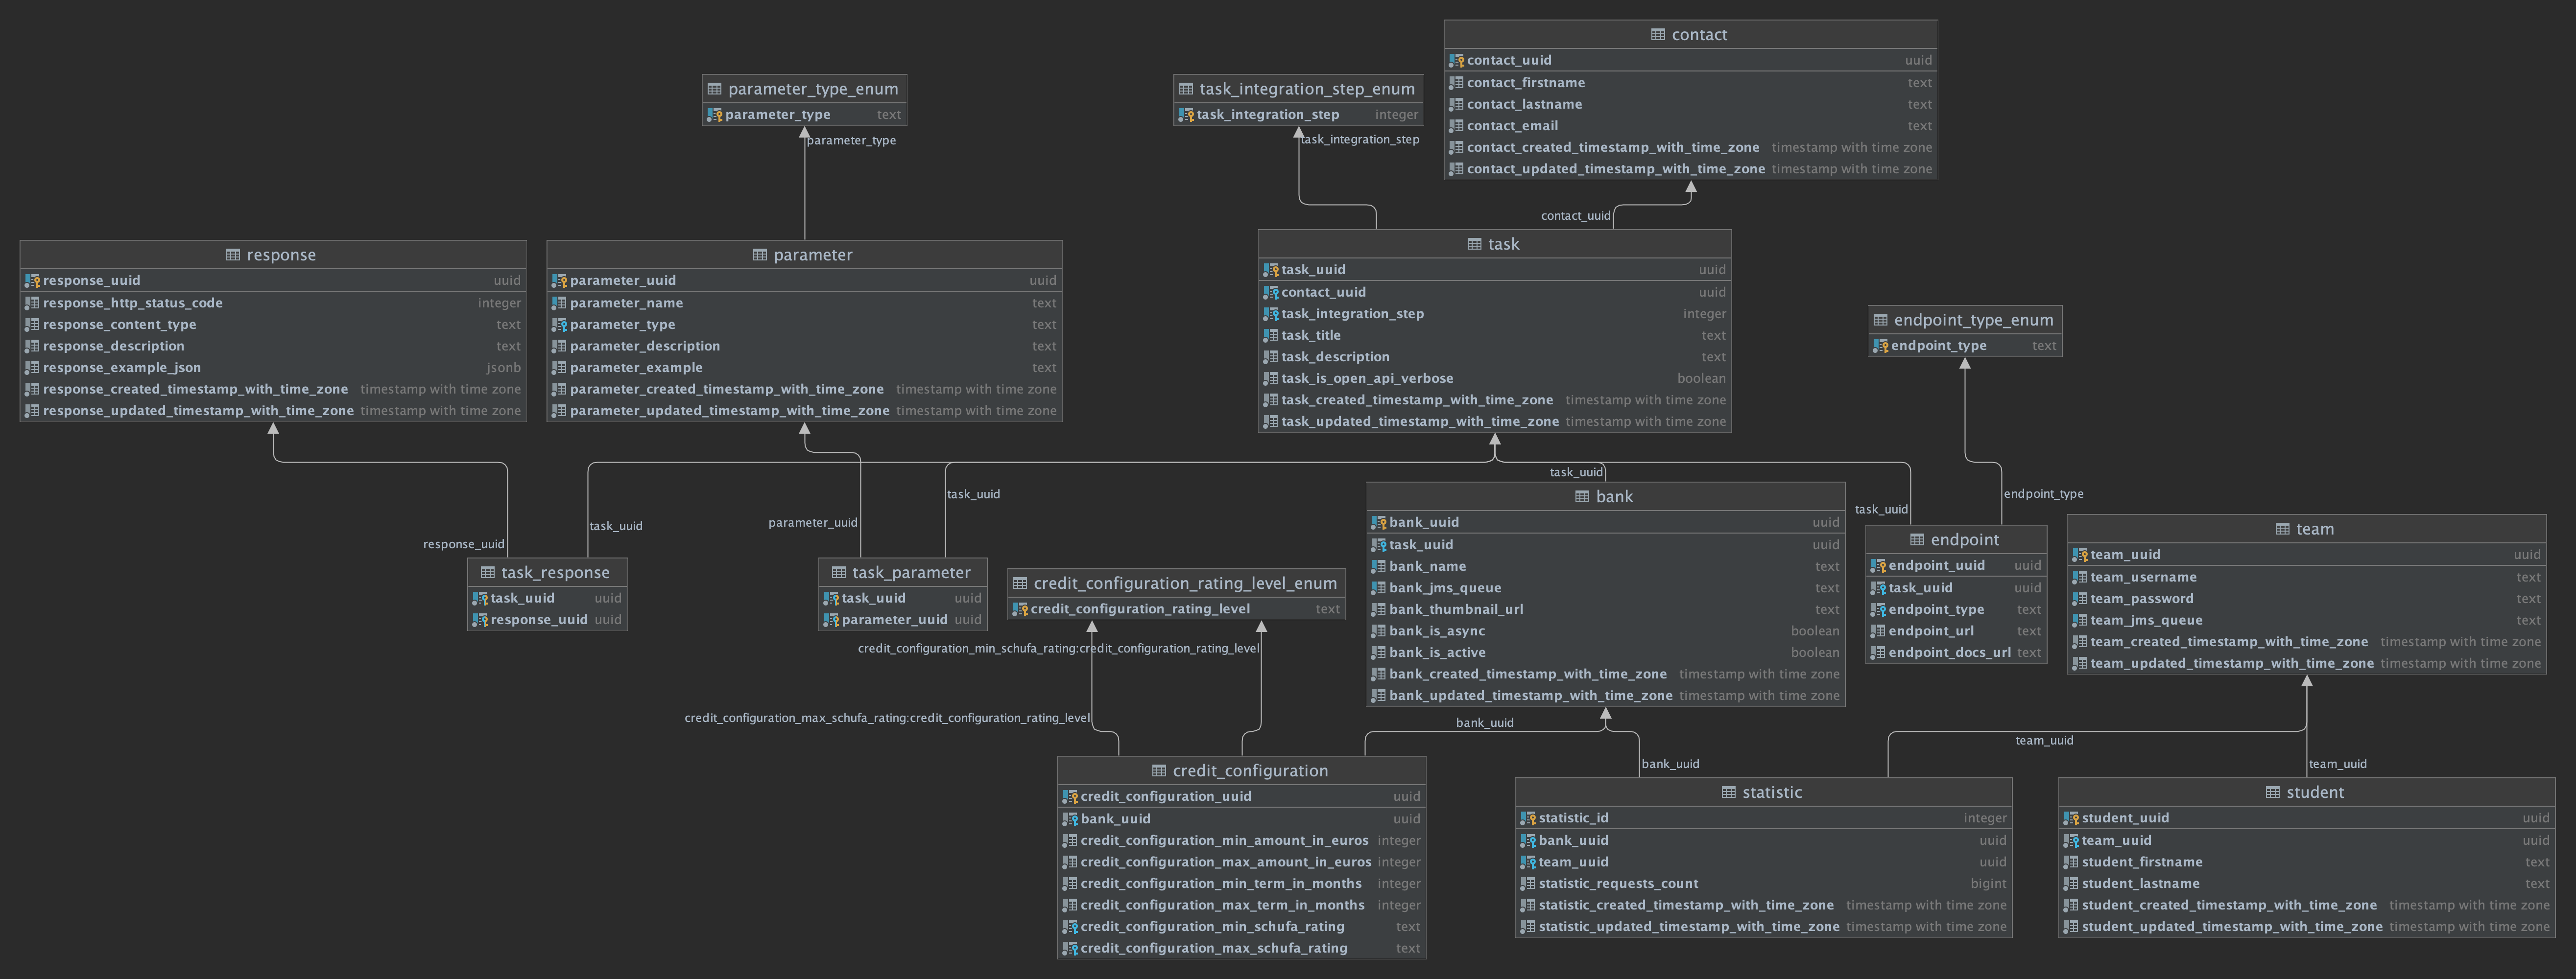 contact
contact_uuid uuid
contact_firstname text
contact_lastname text
contact_email text
contact_created_timestamp_with_time_zone timestamp with time zone
contact_updated_timestamp_with_time_zone timestamp with time zone
parameter_type_enum
parameter_type text
parameter_type
task_integration_step_enum
task_integration_step integer
task_integration_step
contact_uuid
response
response_uuid uuid
response_http_status_code integer
response_content_type text
response_description text
response_example_json jsonb
response_created_timestamp_with_time_zone timestamp with time zone
response_updated_timestamp_with_time_zone timestamp with time zone
parameter
parameter_uuid uuid
parameter_name text
parameter_type text
parameter_description text
parameter_example text
parameter_created_timestamp_with_time_zone timestamp with time zone
parameter_updated_timestamp_with_time_zone timestamp with time zone
task
task_uuid uuid
contact_uuid uuid
task_integration_step integer
task_title text
task_description text
task_is_open_api_verbose boolean
task_created_timestamp_with_time_zone timestamp with time zone
task_updated_timestamp_with_time_zone timestamp with time zone
endpoint_type_enum
endpoint_type text
response_uuid
task_uuid
parameter_uuid
task_uuid
task_uuid
task_uuid
endpoint_type
task_response
task_uuid uuid
response_uuid uuid
task_parameter
task_uuid uuid
parameter_uuid uuid
credit_configuration_rating_level_enum
credit_configuration_rating_level text
credit_configuration_min_schufa_rating:credit_configuration_rating_level
credit_configuration_max_schufa_rating:credit_configuration_rating_level
bank
bank_uuid uuid
task_uuid uuid
bank_name text
bank_jms_queue text
bank_thumbnail_url text
bank_is_async boolean
bank_is_active boolean
bank_created_timestamp_with_time_zone timestamp with time zone
bank_updated_timestamp_with_time_zone timestamp with time zone
endpoint
endpoint_uuid uuid
task_uuid uuid
endpoint_type text
endpoint_url text
endpoint_docs_url text
team
team_uuid uuid
team_username text
team_password text
team_jms_queue text
team_created_timestamp_with_time_zone timestamp with time zone
team_updated_timestamp_with_time_zone timestamp with time zone
bank_uuid
bank_uuid
team_uuid
team_uuid
credit_configuration
credit_configuration_uuid uuid
bank_uuid uuid
credit_configuration_min_amount_in_euros integer
credit_configuration_max_amount_in_euros integer
credit_configuration_min_term_in_months integer
credit_configuration_max_term_in_months integer
credit_configuration_min_schufa_rating text
credit_configuration_max_schufa_rating text
statistic
statistic_id integer
bank_uuid uuid
team_uuid uuid
statistic_requests_count bigint
statistic_created_timestamp_with_time_zone timestamp with time zone
statistic_updated_timestamp_with_time_zone timestamp with time zone
student
student_uuid uuid
team_uuid uuid
student_firstname text
student_lastname text
student_created_timestamp_with_time_zone timestamp with time zone
student_updated_timestamp_with_time_zone timestamp with time zone